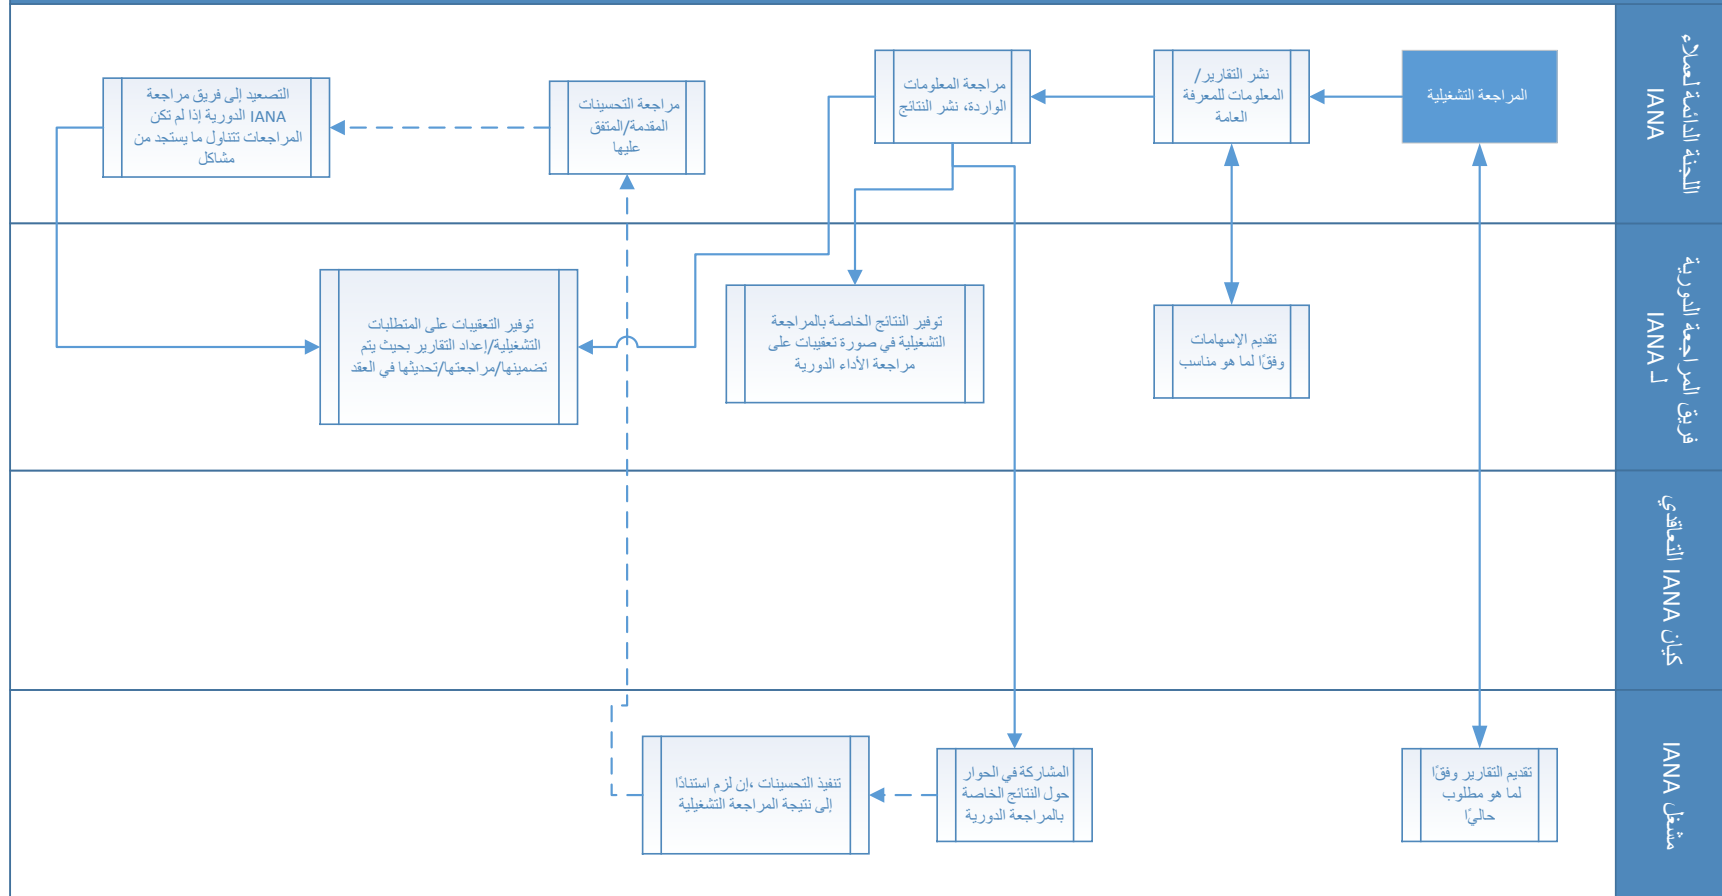 اللجنة الدائمة لعملاء
IANA
المراجعة التشغيلية
نشر التقارير/
المعلومات للمعرفة
العامة
مراجعة المعلومات
الواردة، نشر النتائج
مراجعة التحسينات
المقدمة/المتفق
عليها
التصعيد إلى فريق مراجعة
IANA الدورية إذا لم تكن
المراجعات تتناول ما يستجد من
مشاكل
فريق المراجعة الدورية
لـ IANA
تقديم الإسهامات
وفقًا لما هو مناسب
توفير النتائج الخاصة بالمراجعة
التشغيلية في صورة تعقيبات على
مراجعة الأداء الدورية
توفير التعقيبات على المتطلبات
التشغيلية/إعداد التقارير بحيث يتم
تضمينها/مراجعتها/تحديثها في العقد
كيان IANA التعاقدي
مشغل IANA
تقديم التقارير وفقًا
لما هو مطلوب
حاليًا
المشاركة في الحوار
حول النتائج الخاصة
بالمراجعة الدورية
تنفيذ التحسينات ،إن لزم استنادًا
إلى نتيجة المراجعة التشغيلية